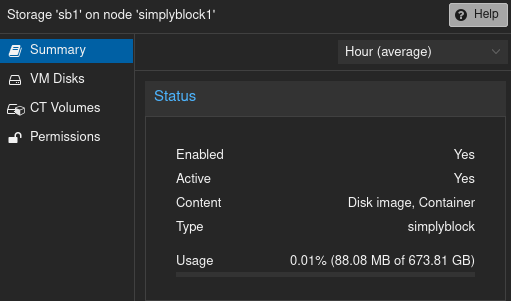 Storage 'sb1' on node 'simplyblock1'
Help
Summary
VM Disks
CT Volumes
Permissions
Hour (average)
Status
Enabled Yes
Active Yes
Content Disk image, Container
Type simplyblock
Usage 0.01% (88.08 MB of 673.81 GB)